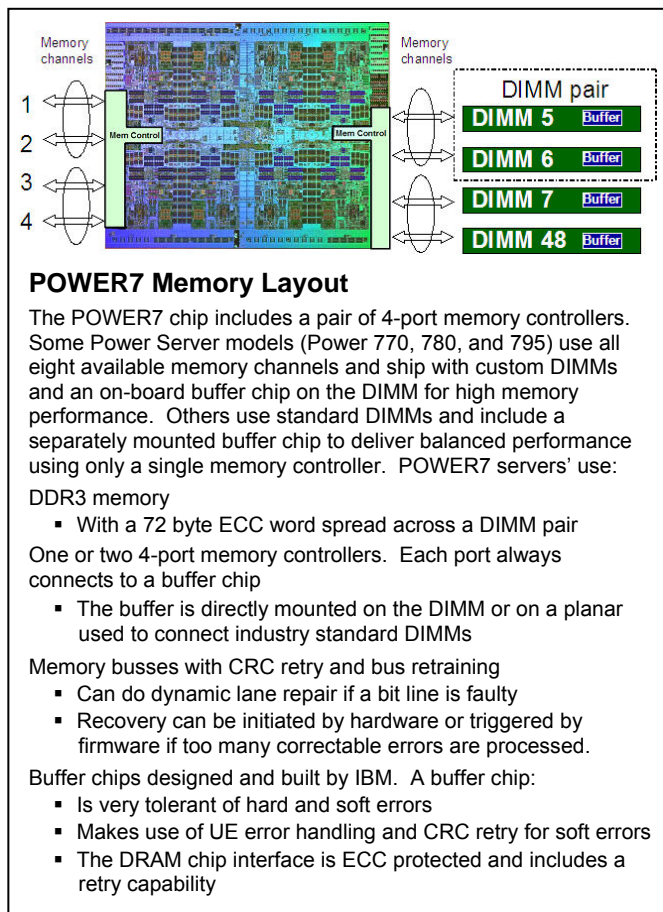 Memory
channels
1
2
3
4
Mem Control
Mem Control
Memory
channels
DIMM pair
DIMM 5 Buffer
DIMM 6 Buffer
DIMM 7 Buffer
DIMM 48 Buffer
POWER7 Memory Layout
The POWER7 chip includes a pair of 4-port memory controllers.
Some Power Server models (Power 770, 780, and 795) use all
eight available memory channels and ship with custom DIMMs
and an on-board buffer chip on the DIMM for high memory
performance. Others use standard DIMMs and include a
separately mounted buffer chip to deliver balanced performance
using only a single memory controller. POWER7 servers' use:
DDR3 memory
▪ With a 72 byte ECC word spread across a DIMM pair
One or two 4-port memory controllers. Each port always
connects to a buffer chip
▪ The buffer is directly mounted on the DIMM or on a planar
used to connect industry standard DIMMs
Memory busses with CRC retry and bus retraining
▪ Can do dynamic lane repair if a bit line is faulty
▪ Recovery can be initiated by hardware or triggered by
firmware if too many correctable errors are processed.
Buffer chips designed and built by IBM. A buffer chip:
▪ Is very tolerant of hard and soft errors
▪ Makes use of UE error handling and CRC retry for soft errors
▪ The DRAM chip interface is ECC protected and includes a
retry capability